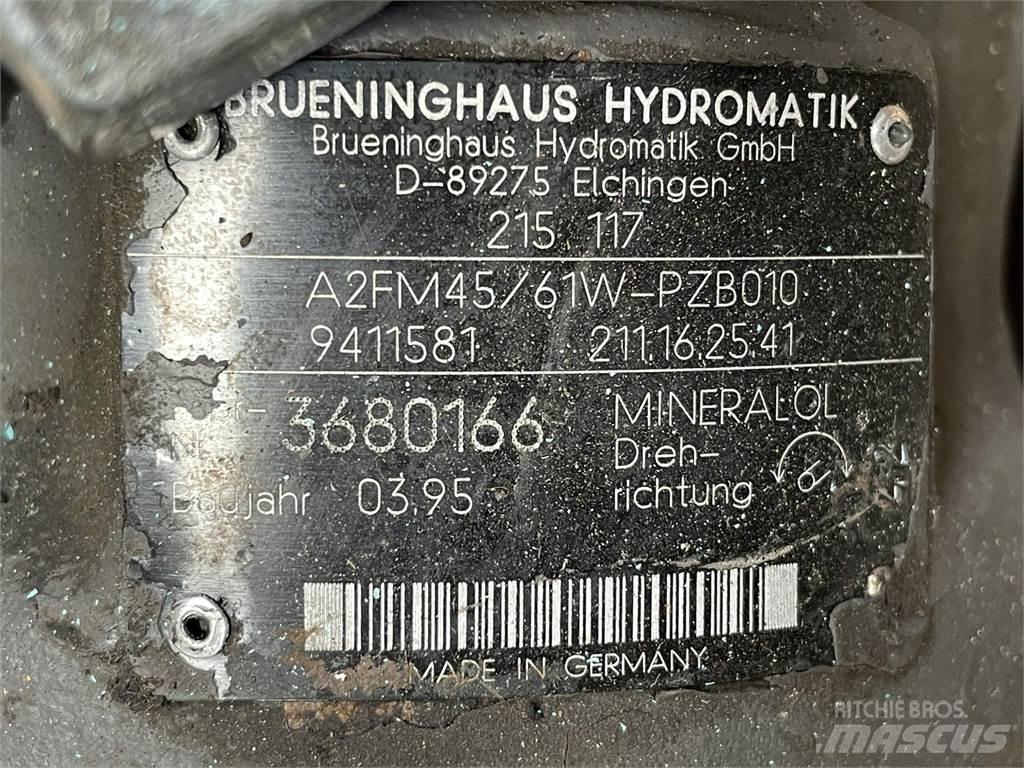 BRUENINGHAUS HYDROMATIK
Brueninghaus Hydromatik GmbH
D-89275 Elchingen
215 117
A2FM45/61W-PZB010
9411581 211.16.25.41
3680166 MINERALÖL
Dreh-
Baujahr 03.95 richtung
MADE IN GERMANY
RITCHIE BROS.
MASCUS